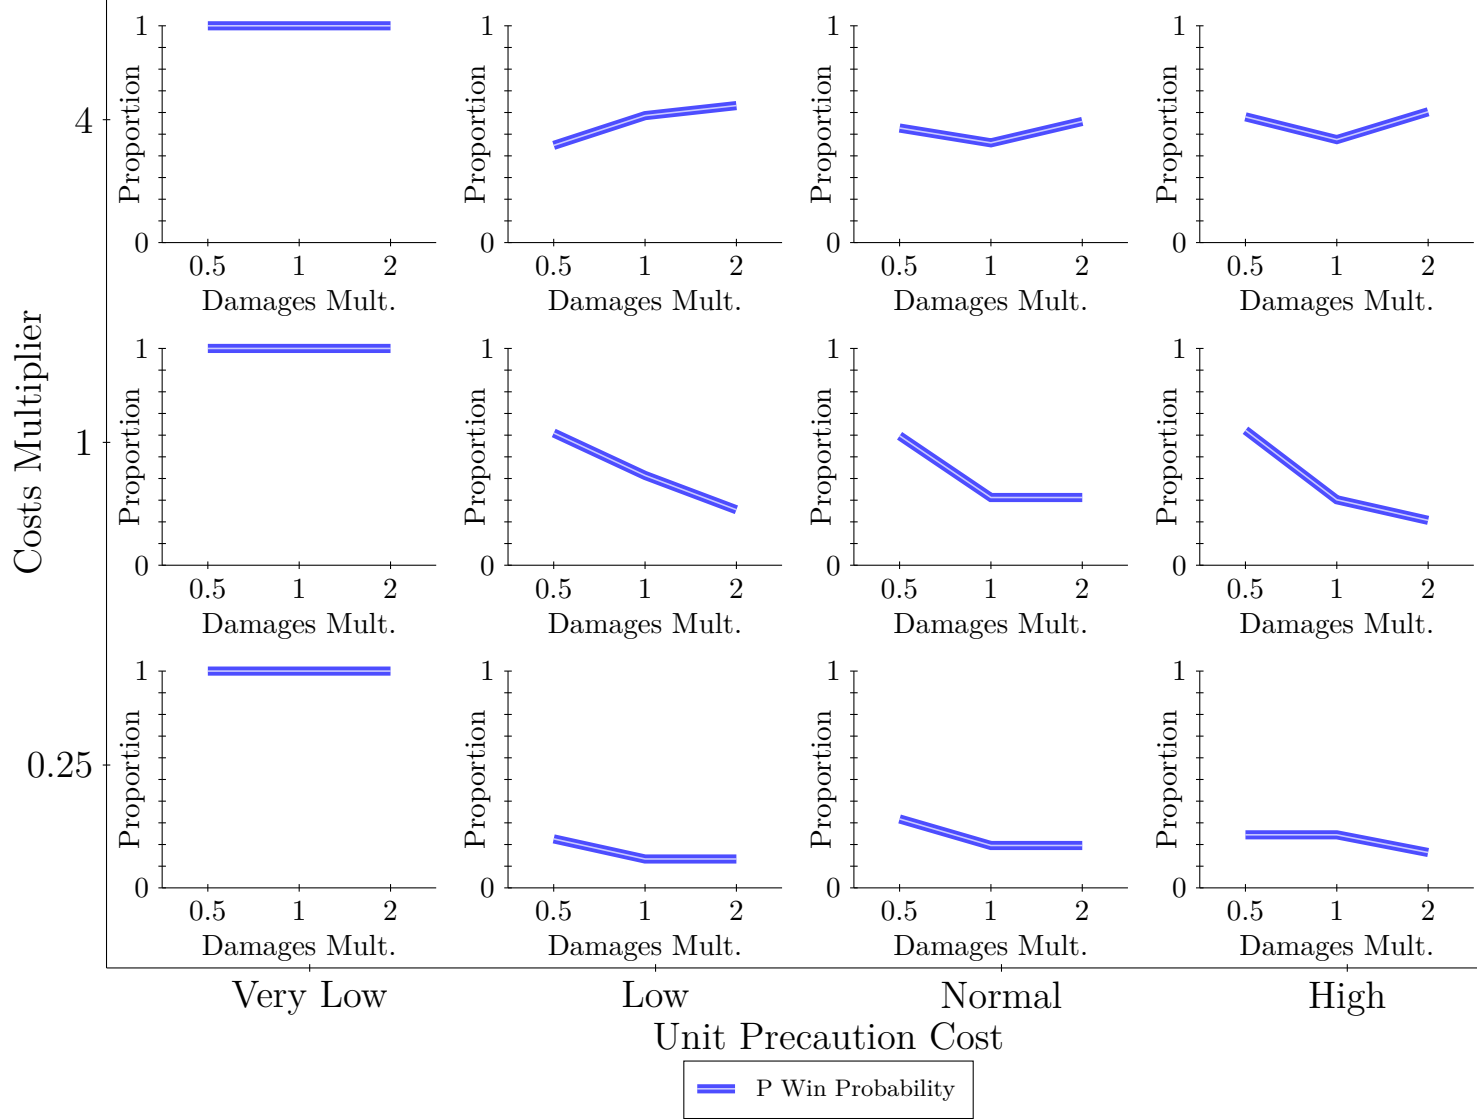 1
Proportion
0
0.5 1 2
Damages Mult.
1
Proportion
0
0.5 1 2
Damages Mult.
1
Proportion
0
0.5 1 2
Damages Mult.
1
Proportion
0
0.5 1 2
Damages Mult.
4
1
Proportion
0
0.5 1 2
Damages Mult.
1
Proportion
0
0.5 1 2
Damages Mult.
1
Proportion
0
0.5 1 2
Damages Mult.
1
Proportion
0
0.5 1 2
Damages Mult.
Costs Multiplier
1
1
Proportion
0
0.5 1 2
Damages Mult.
1
Proportion
0
0.5 1 2
Damages Mult.
1
Proportion
0
0.5 1 2
Damages Mult.
1
Proportion
0
0.5 1 2
Damages Mult.
0.25
Very Low Low Normal High
Unit Precaution Cost
P Win Probability